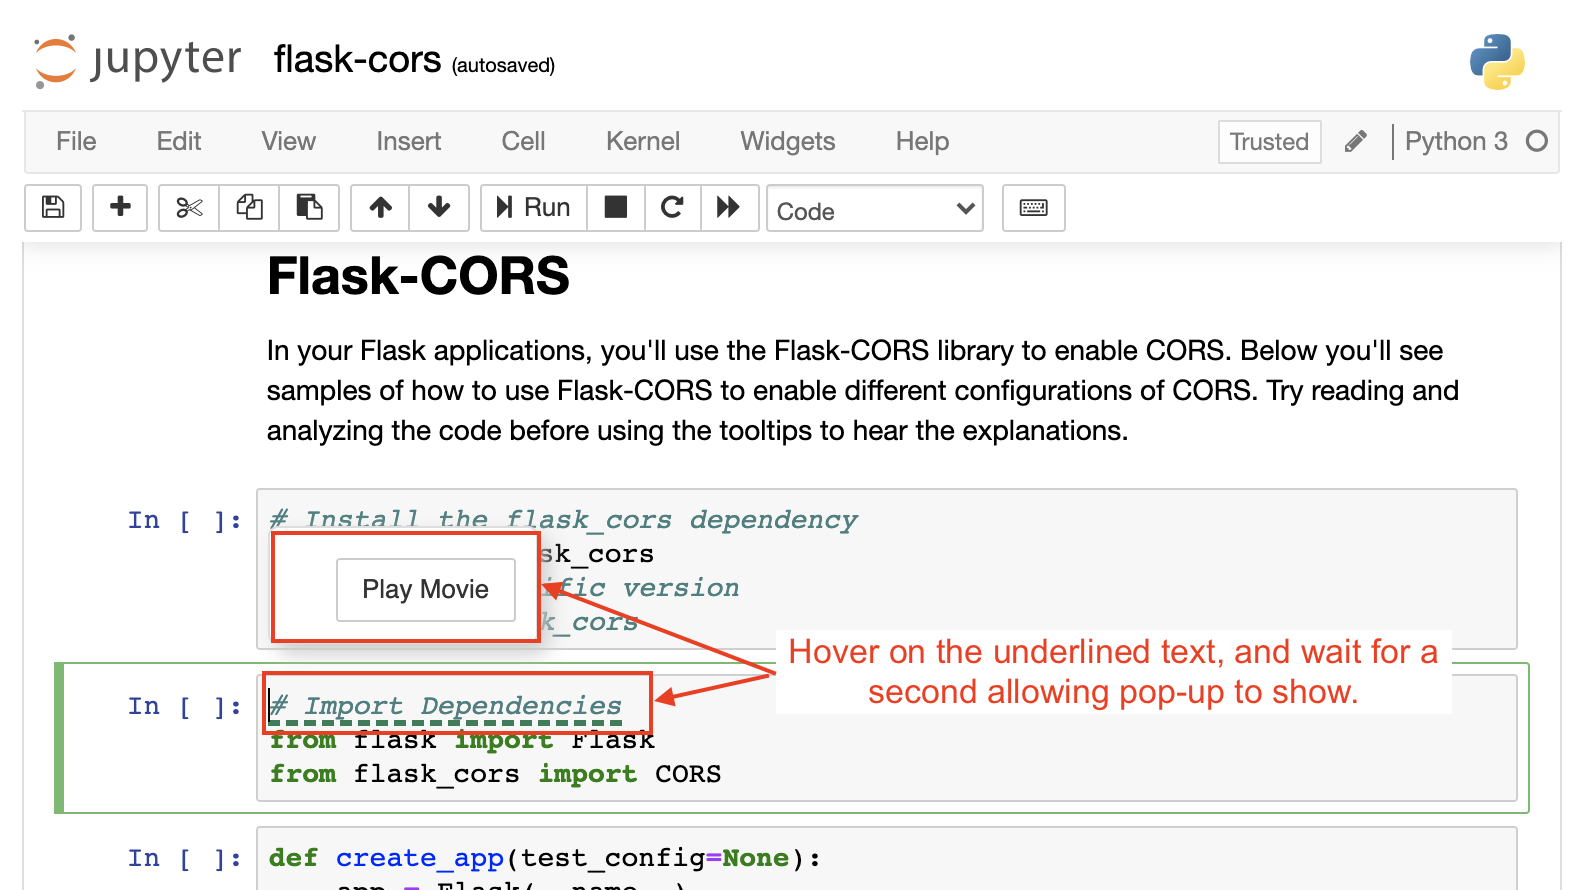 jupyter flask-cors (autosaved)
File Edit View Insert Cell Kernel Widgets Help Trusted Python 3
Run Code
Flask-CORS
In your Flask applications, you'll use the Flask-CORS library to enable CORS. Below you'll see
samples of how to use Flask-CORS to enable different configurations of CORS. Try reading and
analyzing the code before using the tooltips to hear the explanations.
In [ ]: # Install the flask_cors dependency
sk_cors
ific version
k_cors
Play Movie
Hover on the underlined text, and wait for a
second allowing pop-up to show.
In [ ]: # Import Dependencies
from flask import Flask
from flask_cors import CORS
In [ ]: def create_app(test_config=None):
app = Flask(__name__)